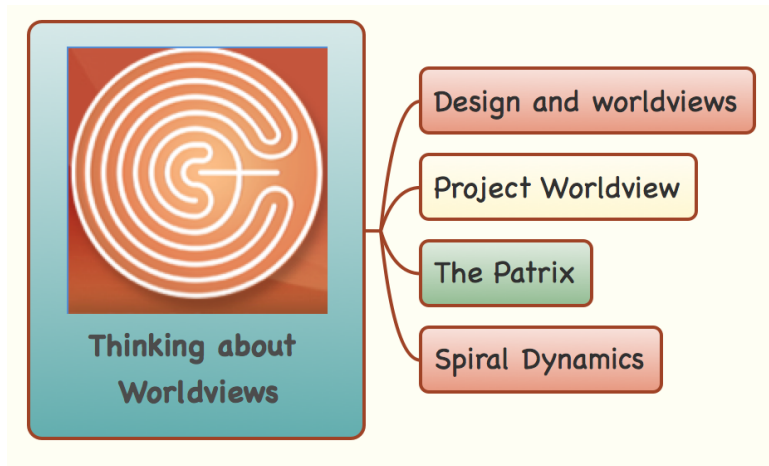 Thinking about
Worldviews
Design and worldviews
Project Worldview
The Patrix
Spiral Dynamics